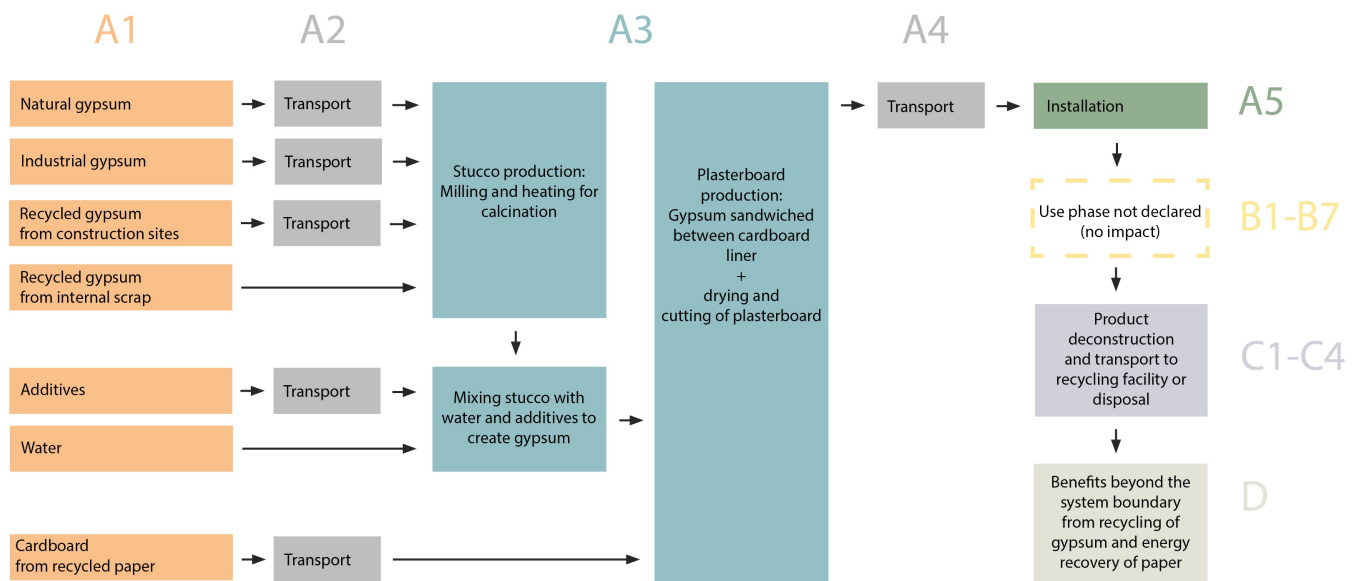 A1
A2
A3
A4
Natural gypsum
Transport
Industrial gypsum
Transport
Recycled gypsum
from construction sites
Transport
Recycled gypsum
from internal scrap
Stucco production:
Milling and heating for
calcination
Additives
Transport
Water
Mixing stucco with
water and additives to
create gypsum
Cardboard
from recycled paper
Transport
Plasterboard
production:
Gypsum sandwiched
between cardboard
liner
+
drying and
cutting of plasterboard
Transport
Installation
A5
Use phase not declared
(no impact)
B1-B7
Product
deconstruction
and transport to
recycling facility or
disposal
C1-C4
Benefits beyond the
system boundary
from recycling of
gypsum and energy
recovery of paper
D